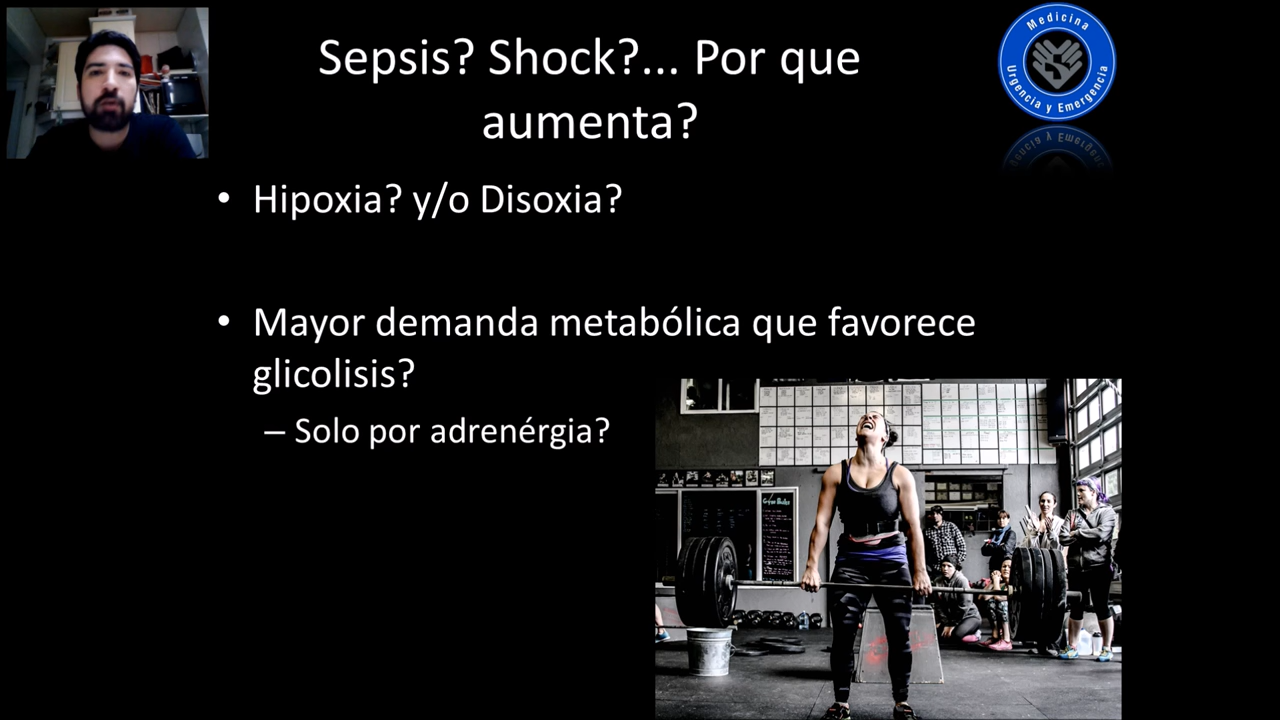 Sepsis? Shock?... Por que
aumenta?
Medicina
Urgencia y Emergencia
• Hipoxia? y/o Disoxia?
• Mayor demanda metabólica que favorece
glicolisis?
– Solo por adrenérgia?